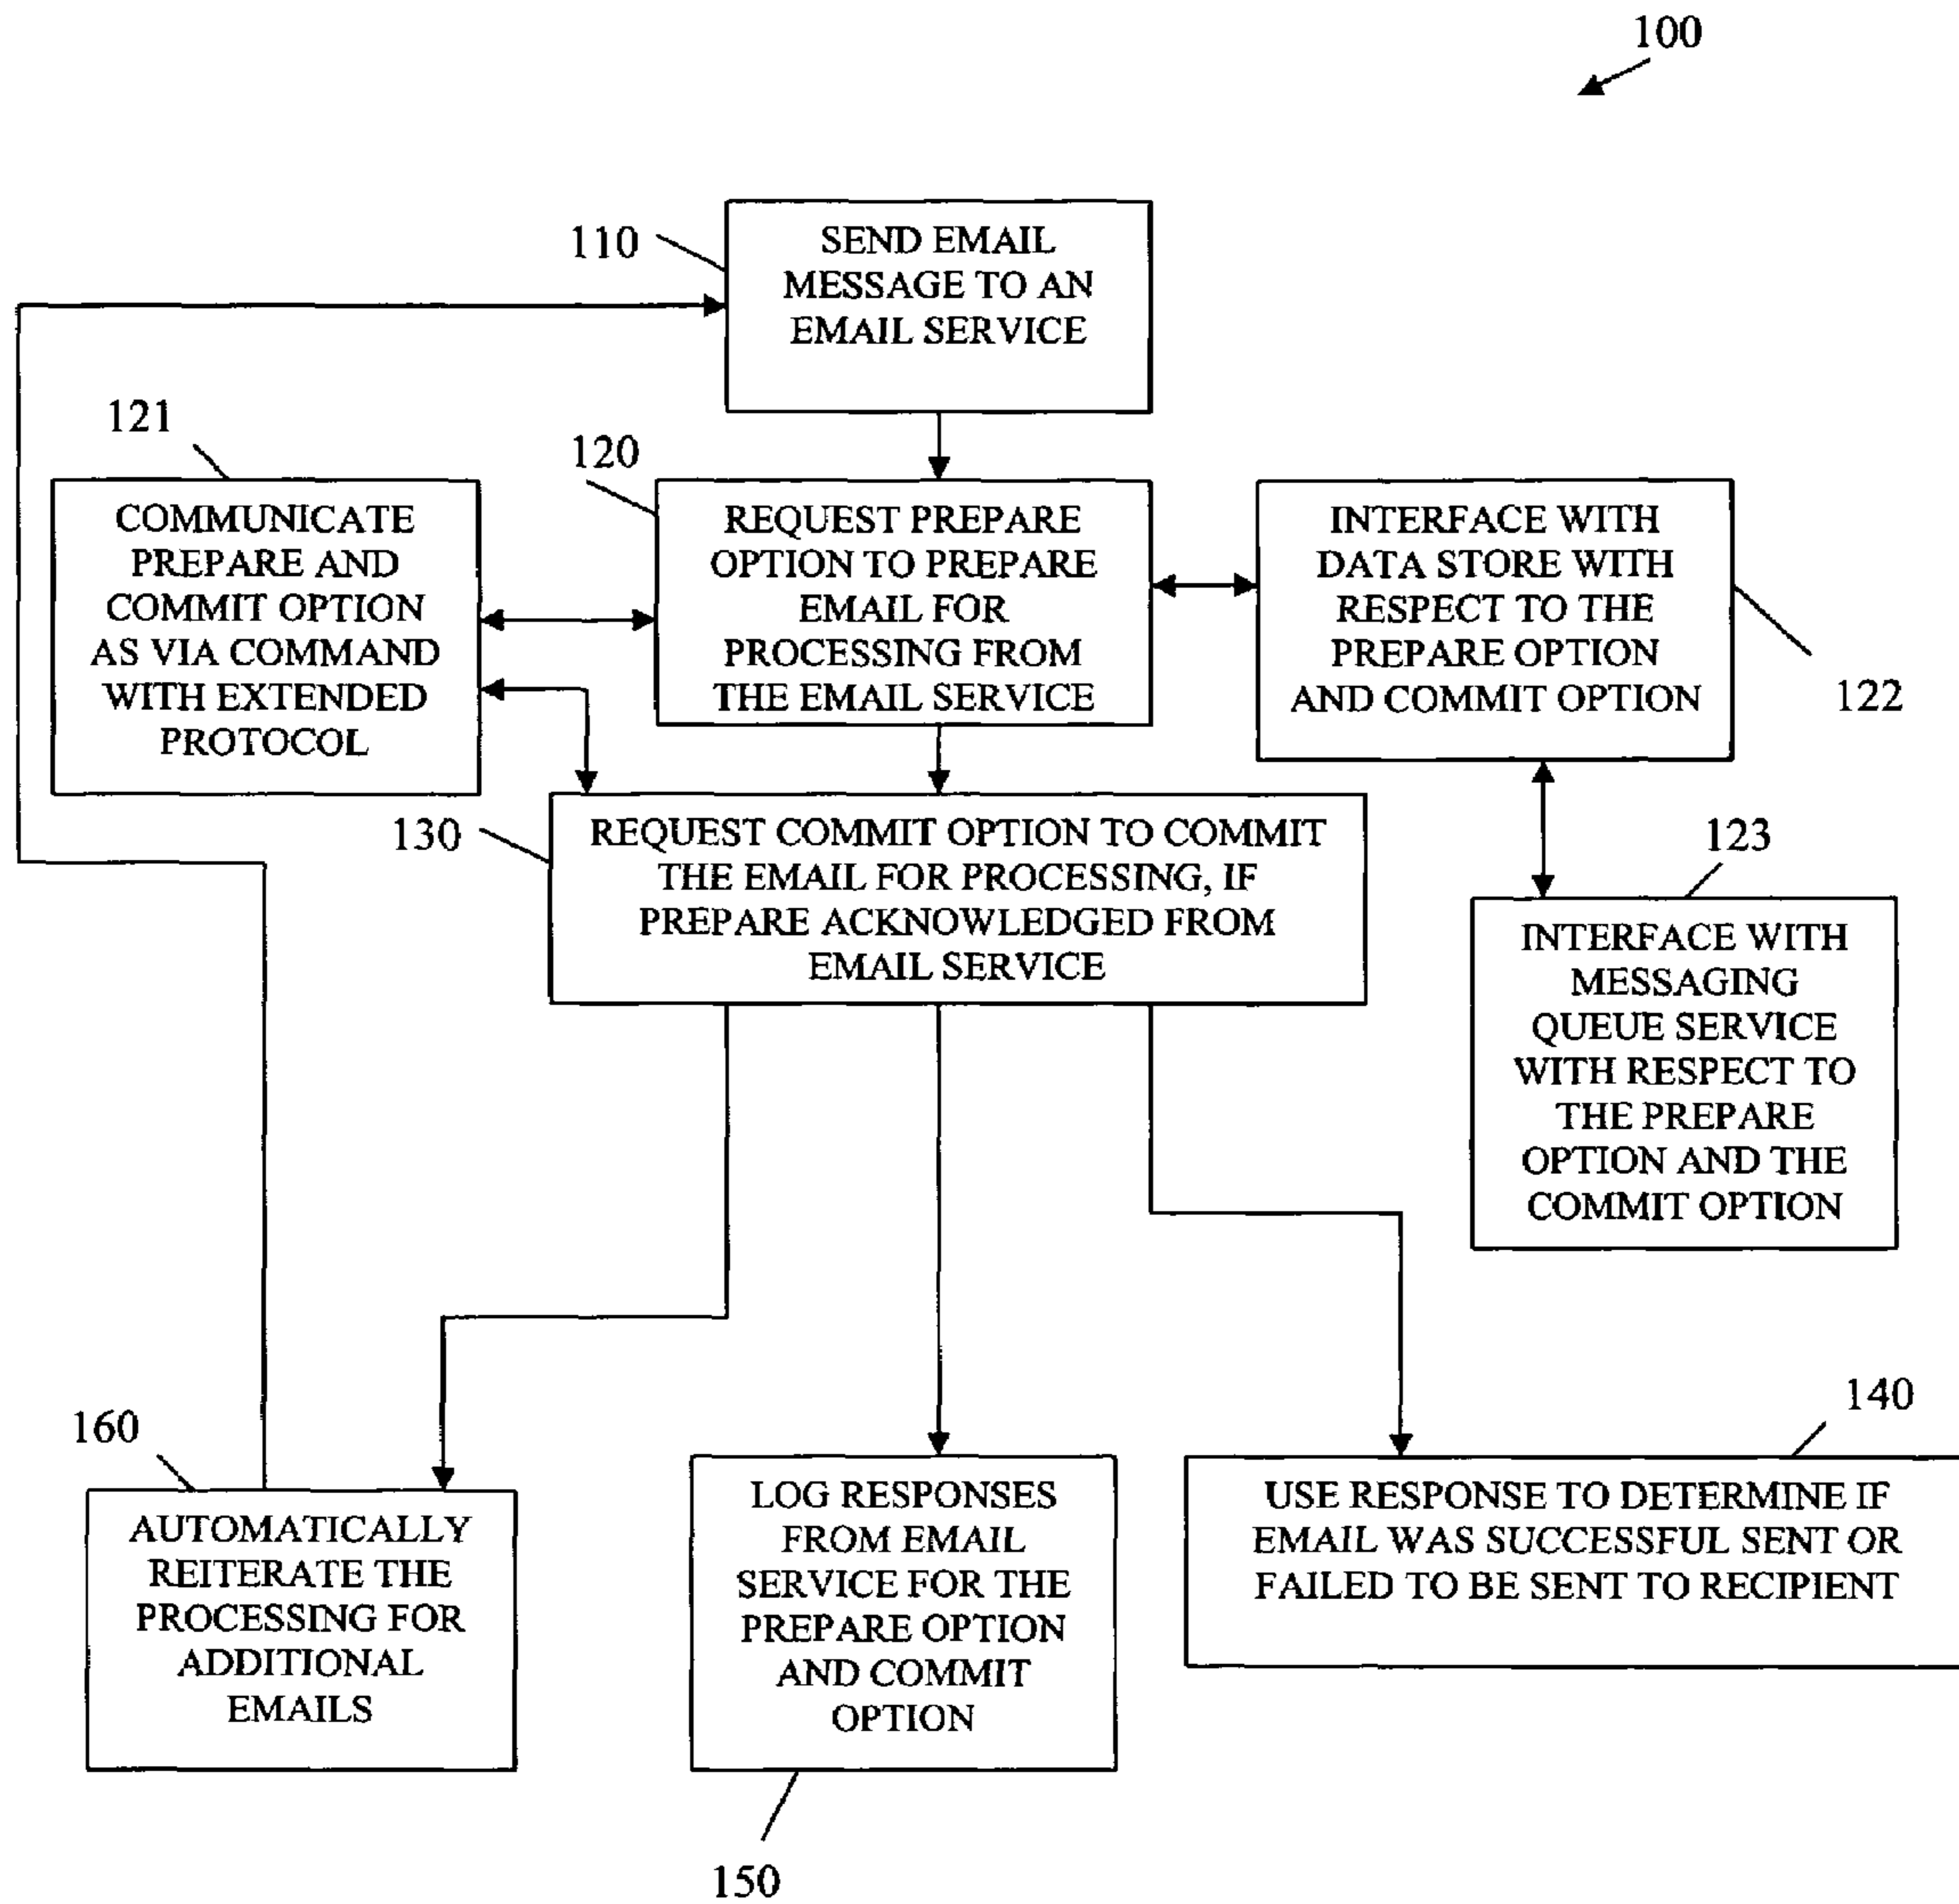 100
110
SEND EMAIL
MESSAGE TO AN
EMAIL SERVICE
121
COMMUNICATE
PREPARE AND
COMMIT OPTION
AS VIA COMMAND
WITH EXTENDED
PROTOCOL
120
REQUEST PREPARE
OPTION TO PREPARE
EMAIL FOR
PROCESSING FROM
THE EMAIL SERVICE
INTERFACE WITH
DATA STORE WITH
RESPECT TO THE
PREPARE OPTION
AND COMMIT OPTION
122
130
REQUEST COMMIT OPTION TO COMMIT
THE EMAIL FOR PROCESSING, IF
PREPARE ACKNOWLEDGED FROM
EMAIL SERVICE
123
INTERFACE WITH
MESSAGING
QUEUE SERVICE
WITH RESPECT TO
THE PREPARE
OPTION AND THE
COMMIT OPTION
160
AUTOMATICALLY
REITERATE THE
PROCESSING FOR
ADDITIONAL
EMAILS
LOG RESPONSES
FROM EMAIL
SERVICE FOR THE
PREPARE OPTION
AND COMMIT
OPTION
150
140
USE RESPONSE TO DETERMINE IF
EMAIL WAS SUCCESSFUL SENT OR
FAILED TO BE SENT TO RECIPIENT